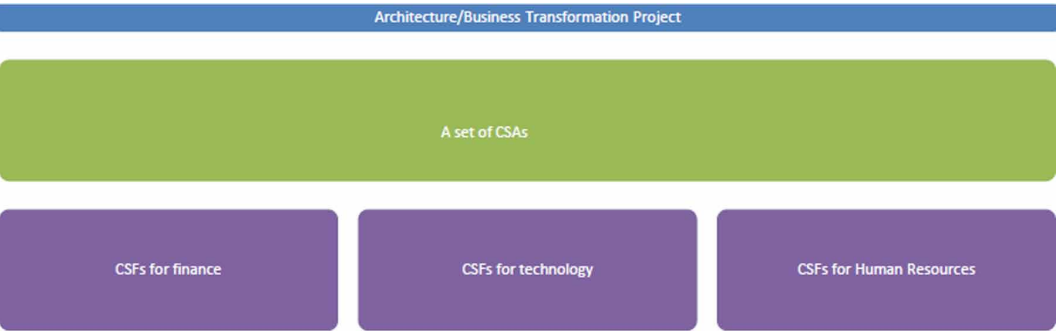 Architecture/Business Transformation Project
A set of CSAs
CSFs for finance
CSFs for technology
CSFs for Human Resources